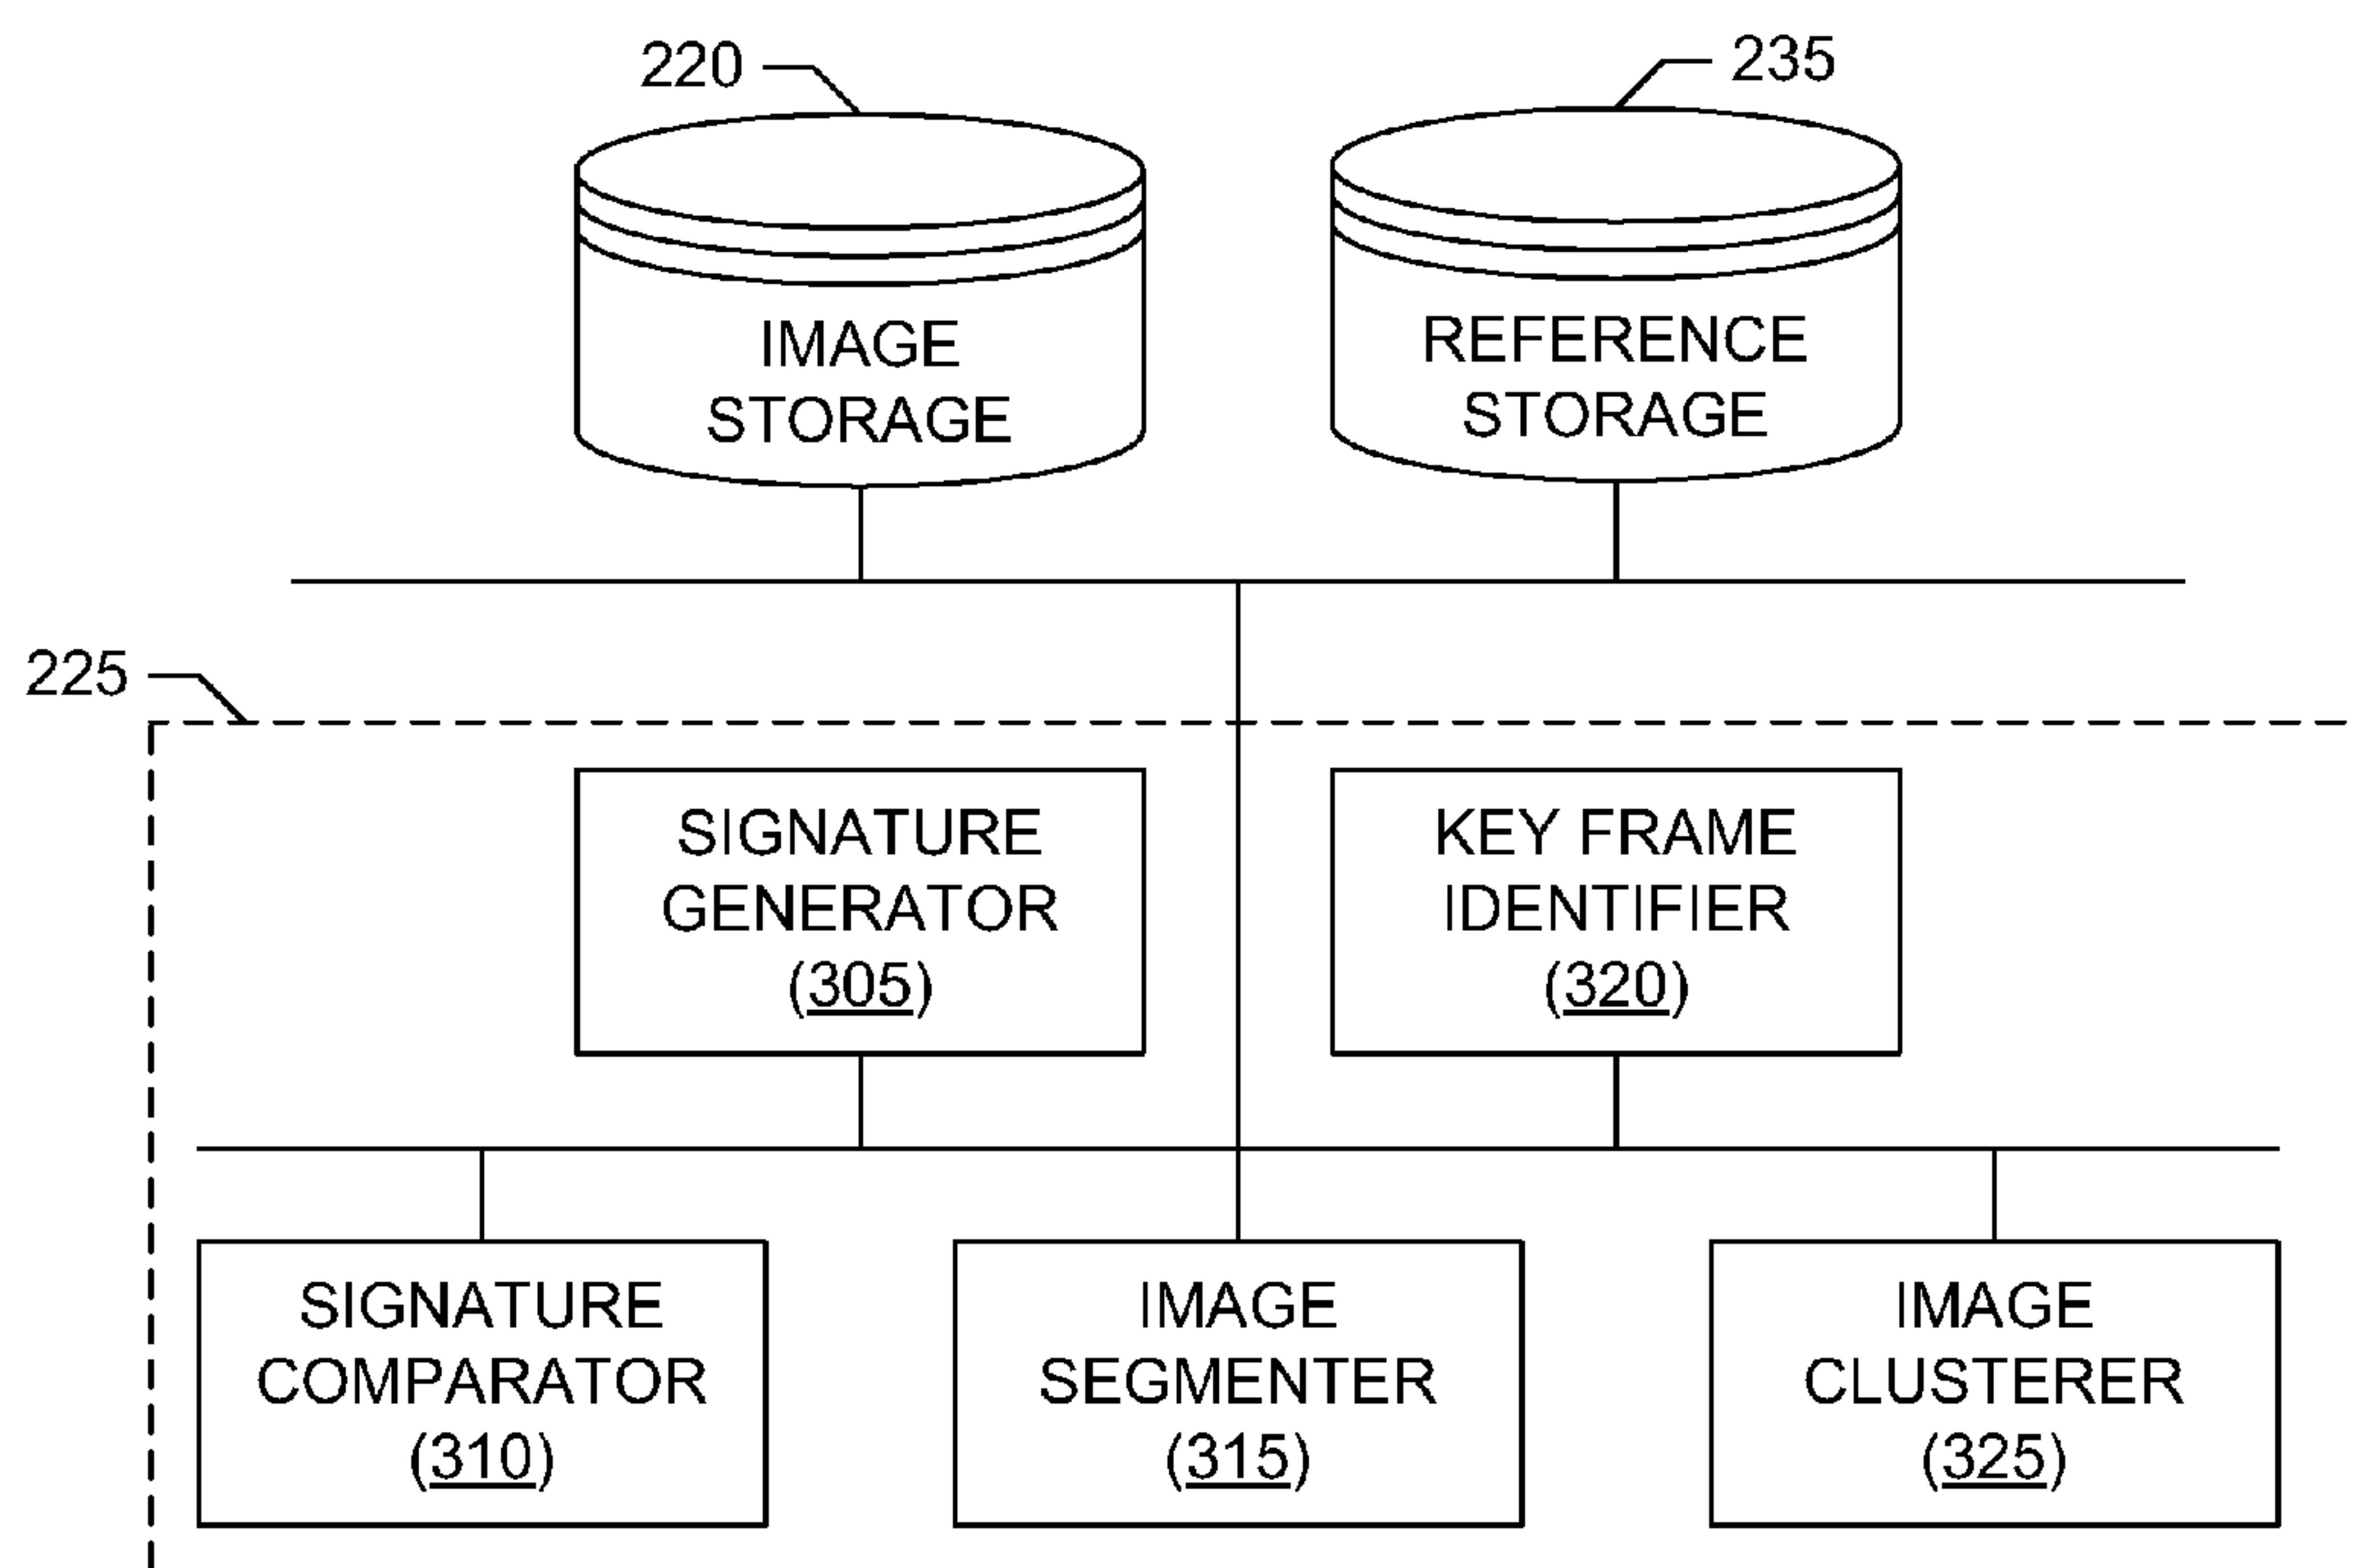 220
235
IMAGE
STORAGE
REFERENCE
STORAGE
225
SIGNATURE
GENERATOR
(305)
KEY FRAME
IDENTIFIER
(320)
SIGNATURE
COMPARATOR
(310)
IMAGE
SEGMENTER
(315)
IMAGE
CLUSTERER
(325)